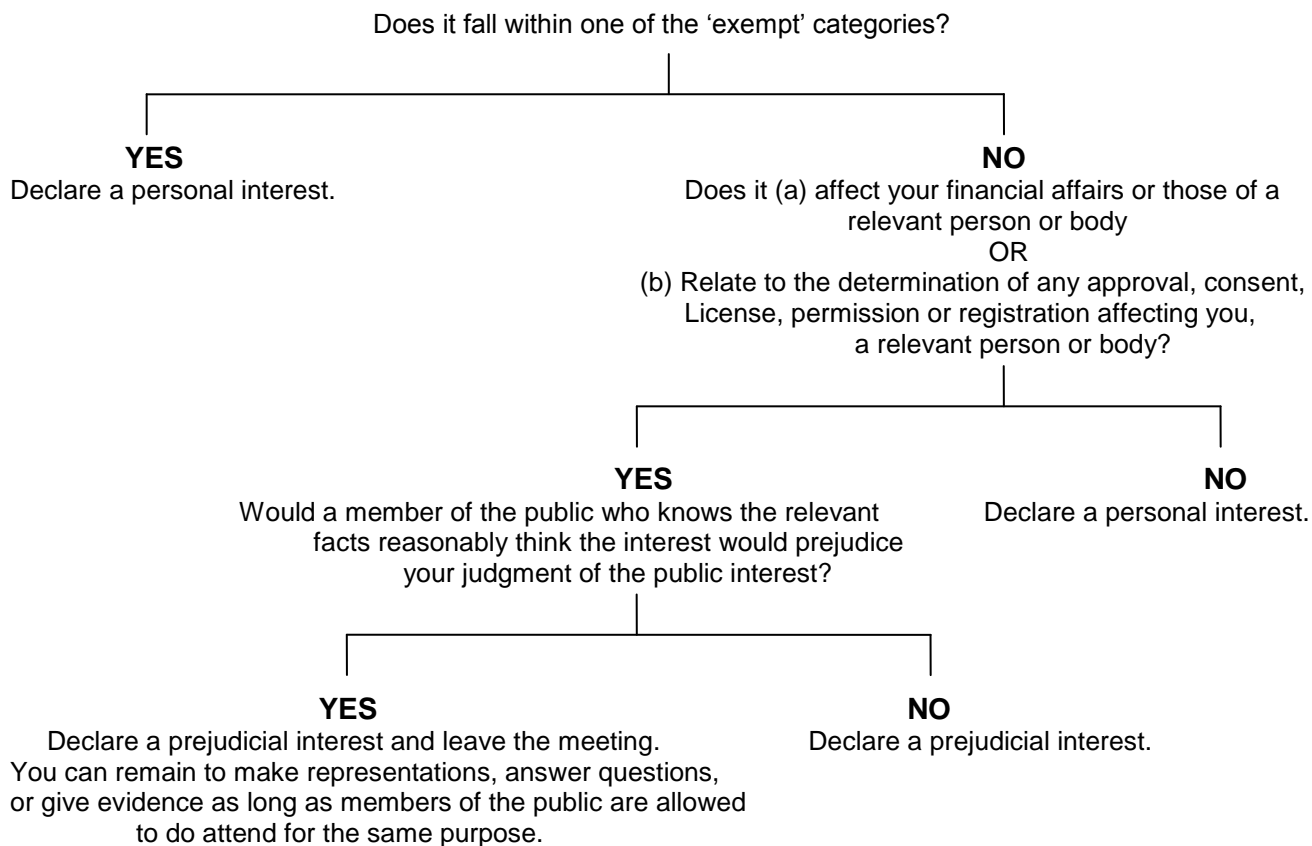 Does it fall within one of the ‘exempt’ categories?
YES
Declare a personal interest.
NO
Does it (a) affect your financial affairs or those of a
relevant person or body
OR
(b) Relate to the determination of any approval, consent,
License, permission or registration affecting you,
a relevant person or body?
YES
Would a member of the public who knows the relevant
facts reasonably think the interest would prejudice
your judgment of the public interest?
NO
Declare a personal interest.
YES
Declare a prejudicial interest and leave the meeting.
You can remain to make representations, answer questions,
or give evidence as long as members of the public are allowed
to do attend for the same purpose.
NO
Declare a prejudicial interest.